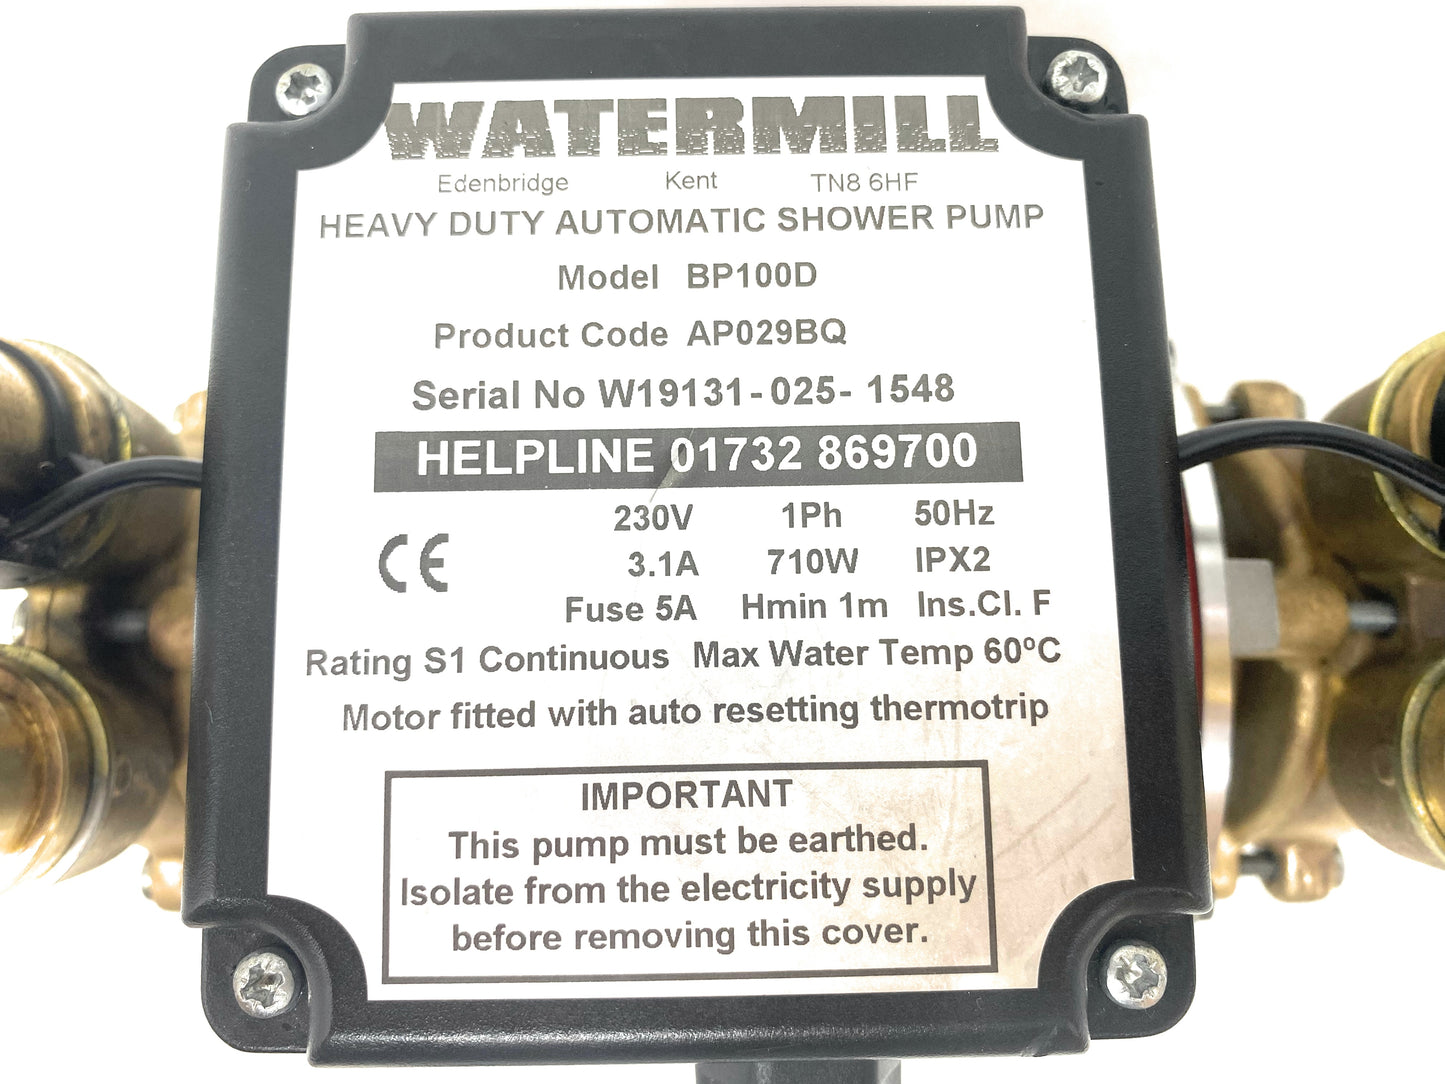 WATERMILL
Edenbridge Kent TN8 6HF
HEAVY DUTY AUTOMATIC SHOWER PUMP
Model BP100D
Product Code AP029BQ
Serial No W19131-025-1548
HELPLINE 01732 869700
230V 1Ph 50Hz
CE 3.1A 710W IPX2
Fuse 5A Hmin 1m Ins.Cl. F
Rating S1 Continuous Max Water Temp 60ºC
Motor fitted with auto resetting thermotrip
IMPORTANT
This pump must be earthed.
Isolate from the electricity supply
before removing this cover.